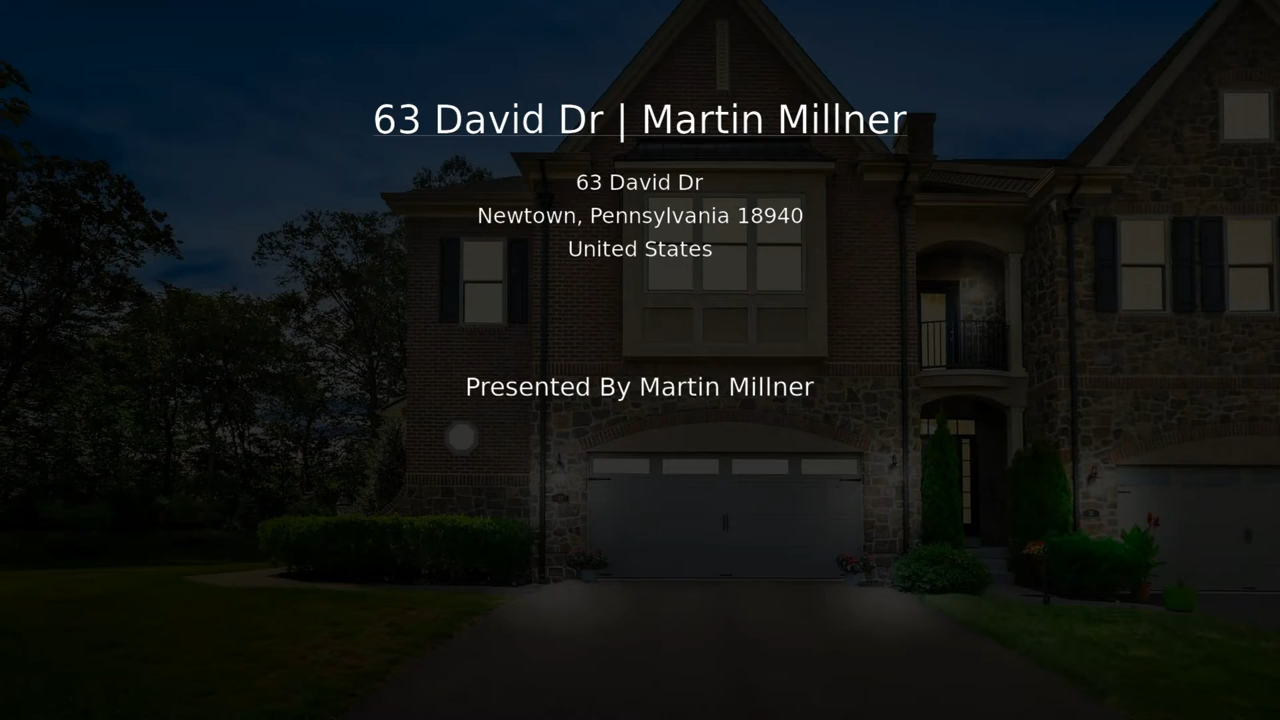 63 David Dr | Martin Millner
63 David Dr
Newtown, Pennsylvania 18940
United States
Presented By Martin Millner